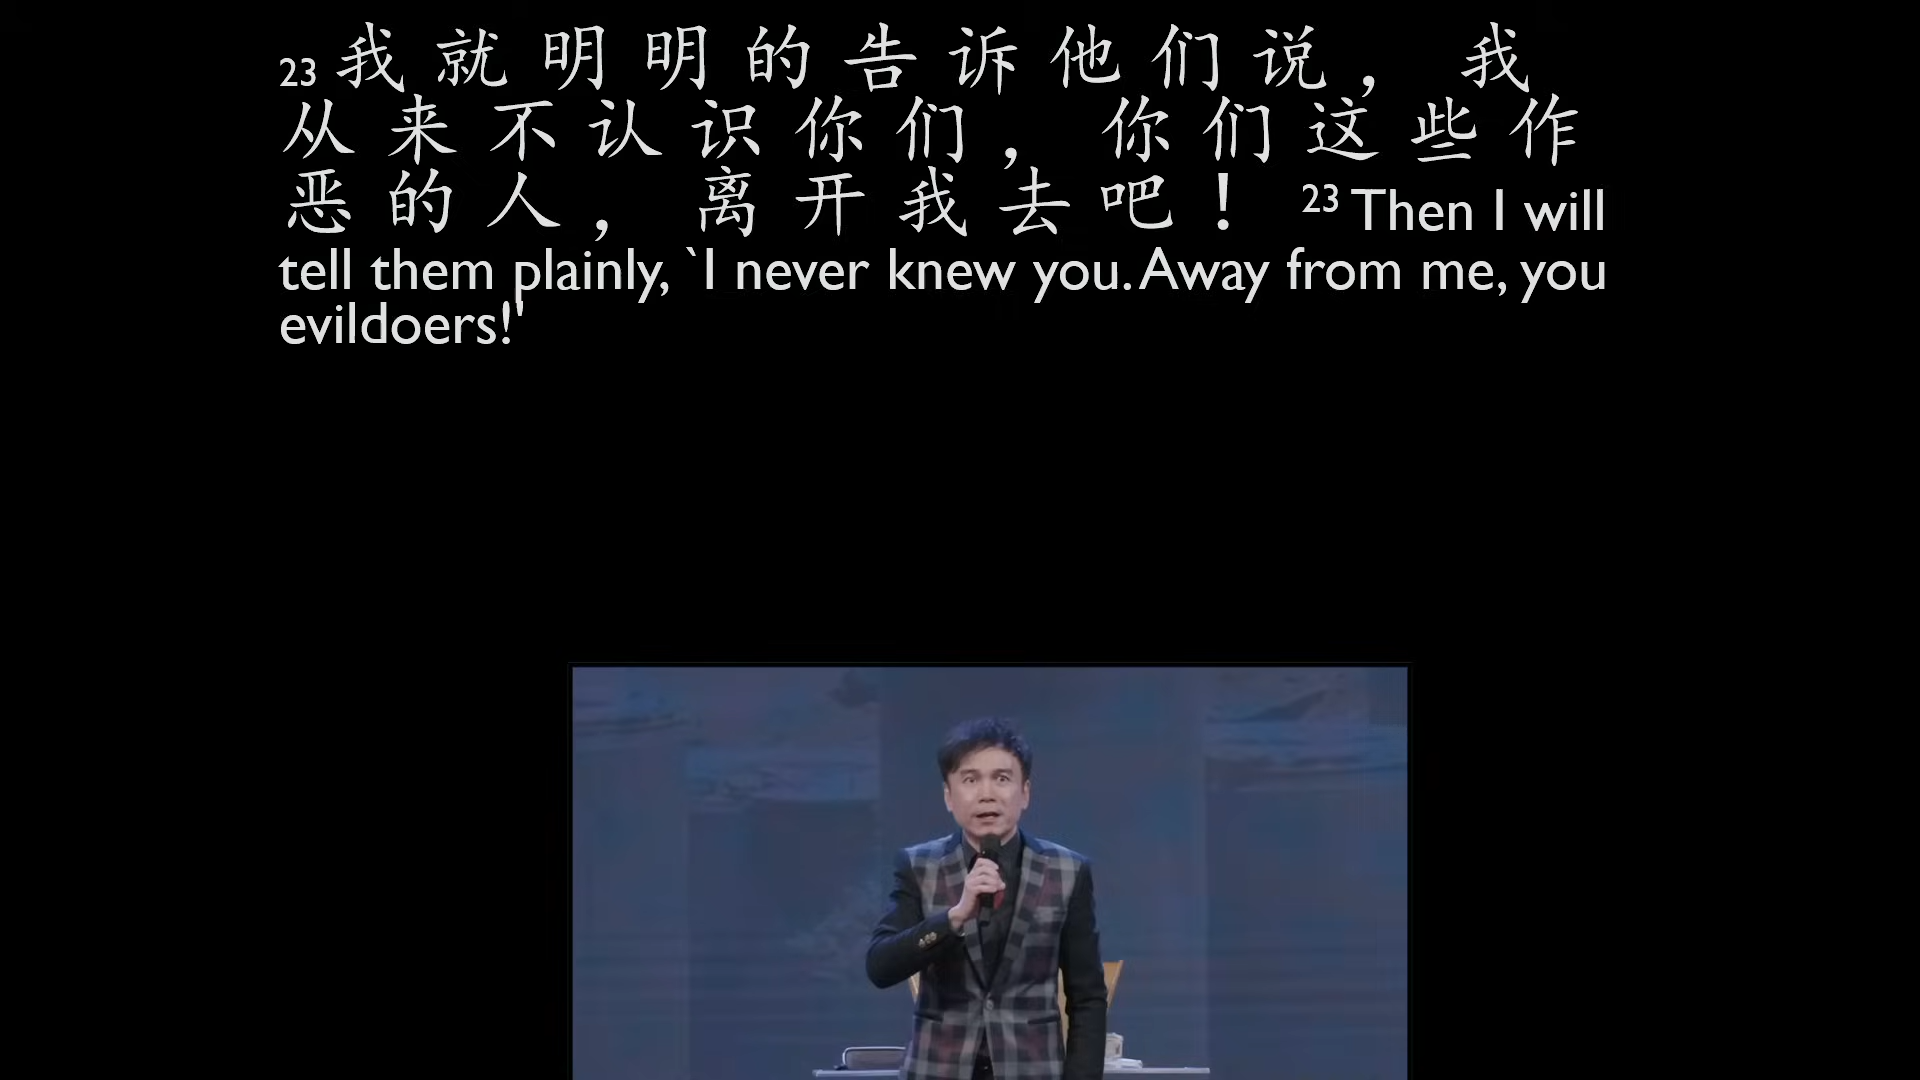 23 我就明明的告诉他们说，我
从来不认识你们，你们这些作
恶的人，离开我去吧！ 23 Then I will
tell them plainly, `I never knew you. Away from me, you
evildoers!'